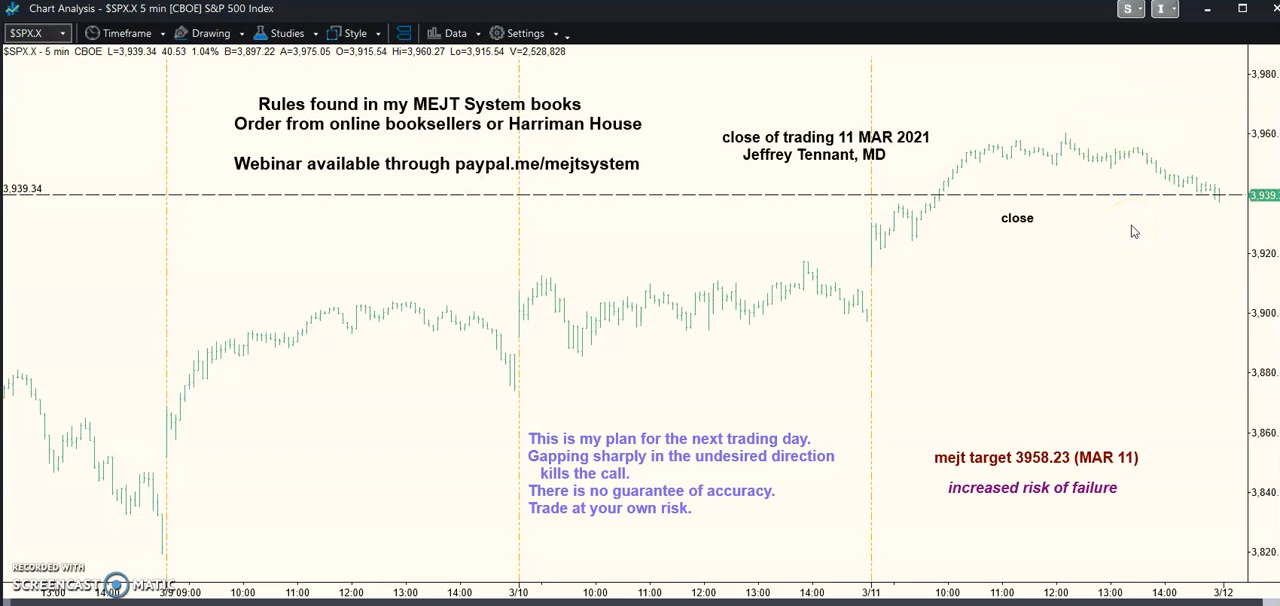 Chart Analysis - $SPX.X 5 min [CBOE] S&P 500 Index
S
I
$SPX.X
Timeframe
Drawing
Studies
Style
Data
Settings
$SPX.X - 5 min CBOE L=3,939.34 40.53 1.04% B=3,897.22 A=3,975.05 O=3,915.54 Hi=3,960.27 Lo=3,915.54 V=2,528,828
3,980.
Rules found in my MEJT System books
Order from online booksellers or Harriman House
Webinar available through paypal.me/mejtsystem
close of trading 11 MAR 2021
Jeffrey Tennant, MD
3,960.
3,939.34
3,939.
close
3,920.
3,900.
3,880.
3,860.
3,840.
3,820.
This is my plan for the next trading day.
Gapping sharply in the undesired direction
kills the call.
There is no guarantee of accuracy.
Trade at your own risk.
mejt target 3958.23 (MAR 11)
increased risk of failure
RECORDED WITH
SCREENCAST MATIC
13:00 14:00 3/9 09:00 10:00 11:00 12:00 13:00 14:00 3/10 10:00 11:00 12:00 13:00 14:00 3/11 10:00 11:00 12:00 13:00 14:00 3/12